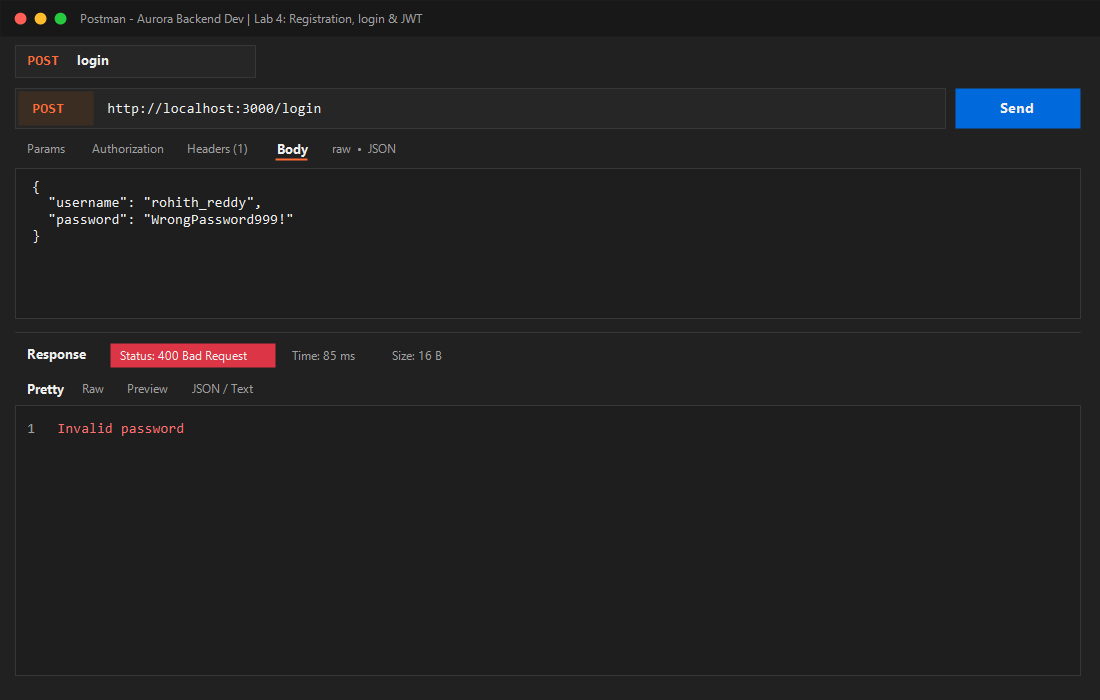 Postman - Aurora Backend Dev | Lab 4: Registration, login & JWT
POST login
POST http://localhost:3000/login Send
Params Authorization Headers (1) Body raw • JSON
{
  "username": "rohith_reddy",
  "password": "WrongPassword999!"
}
Response Status: 400 Bad Request Time: 85 ms Size: 16 B
Pretty Raw Preview JSON / Text
1 Invalid password